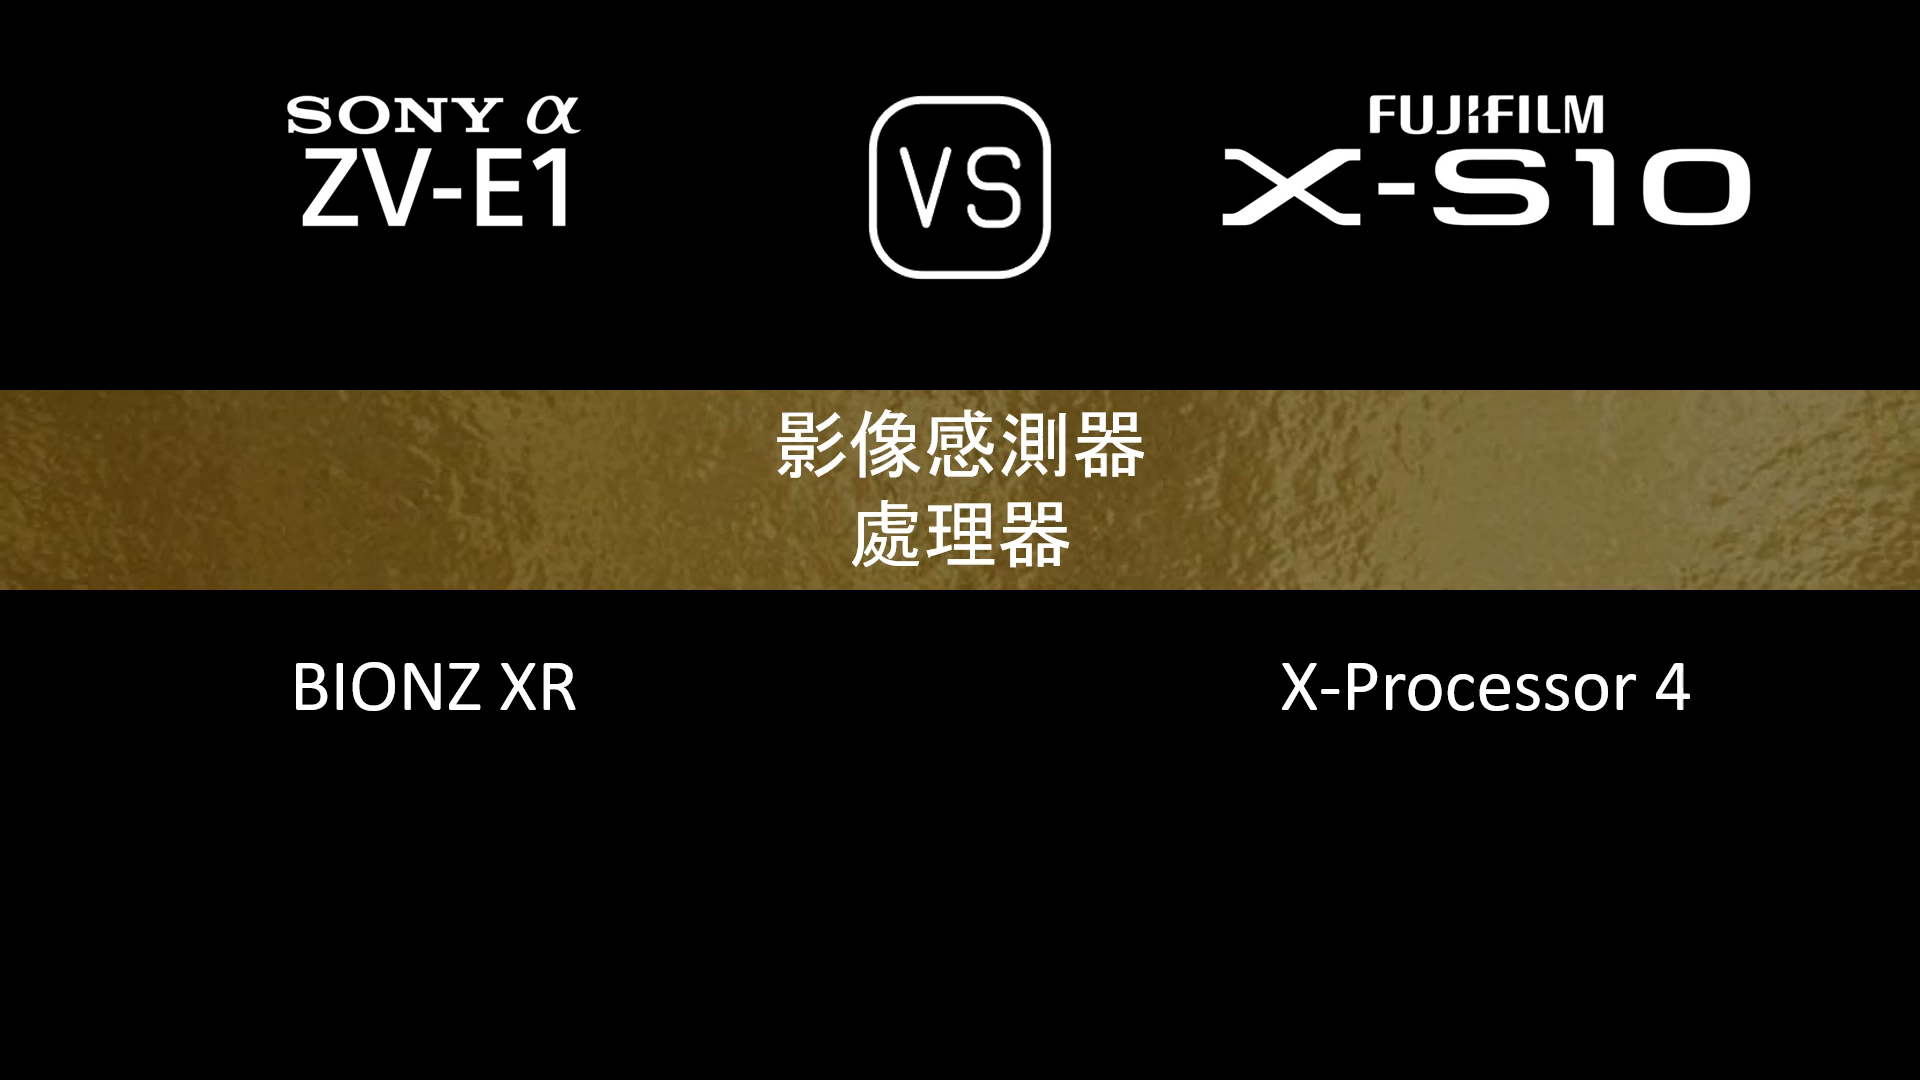 SONY α
ZV-E1
VS
FUJIFILM
X-S10
影像感測器
處理器
BIONZ XR
X-Processor 4